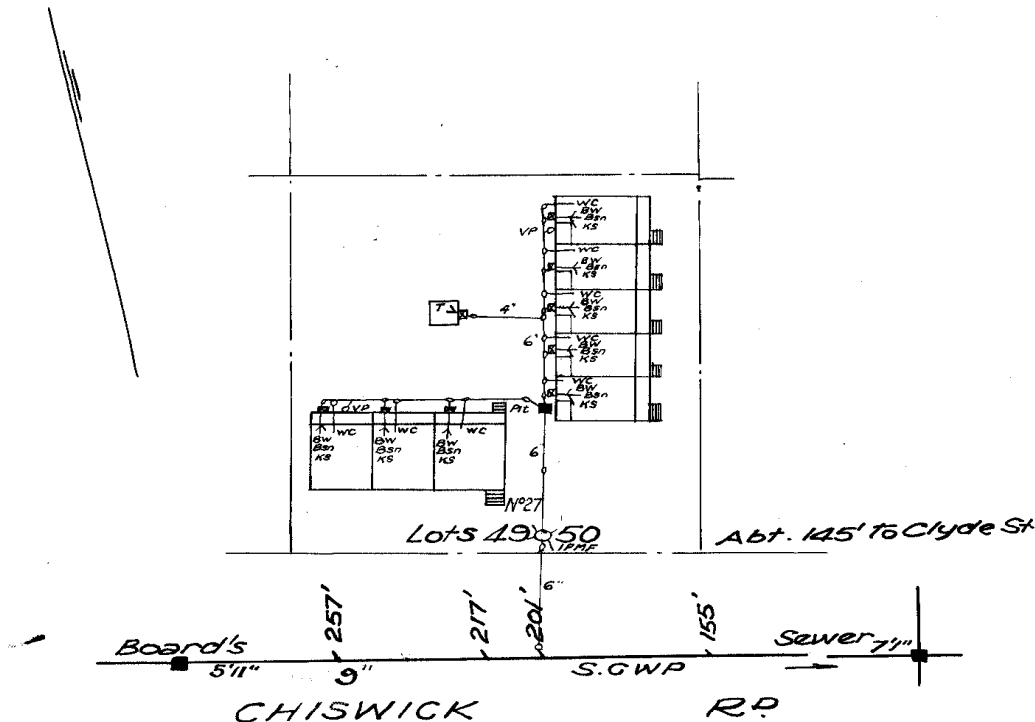 WC
BW
Bsn
KS
VP
WC
BW
Bsn
KS
WC
BW
Bsn
KS
T
4"
6"
WC
BW
Bsn
KS
WC
BW
Bsn
KS
Pit
VP
WC
WC
WC
BW
Bsn
KS
BW
Bsn
KS
BW
Bsn
KS
6
Nº27
Lots 49 50
IPMF
Abt. 145' To Clyde St
6"
257'
217'
201'
155'
Board's
Sewer
5'11"
9"
S.GWP
7'1"
CHISWICK RD